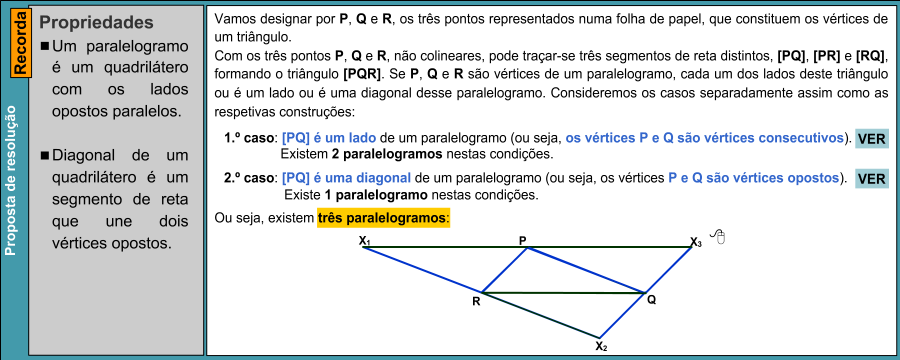 Recorda
Proposta de resolução
Propriedades
■Um paralelogramo
é um quadrilátero
com os lados
opostos paralelos.
■Diagonal de um
quadrilátero é um
segmento de reta
que une dois
vértices opostos.
Vamos designar por P, Q e R, os três pontos representados numa folha de papel, que constituem os vértices de
um triângulo.
Com os três pontos P, Q e R, não colineares, pode traçar-se três segmentos de reta distintos, [PQ], [PR] e [RQ],
formando o triângulo [PQR]. Se P, Q e R são vértices de um paralelogramo, cada um dos lados deste triângulo
ou é um lado ou é uma diagonal desse paralelogramo. Consideremos os casos separadamente assim como as
respetivas construções:
1.º caso: [PQ] é um lado de um paralelogramo (ou seja, os vértices P e Q são vértices consecutivos). VER
Existem 2 paralelogramos nestas condições.
2.º caso: [PQ] é uma diagonal de um paralelogramo (ou seja, os vértices P e Q são vértices opostos). VER
Existe 1 paralelogramo nestas condições.
Ou seja, existem três paralelogramos:
X1 P X3
R Q
X2